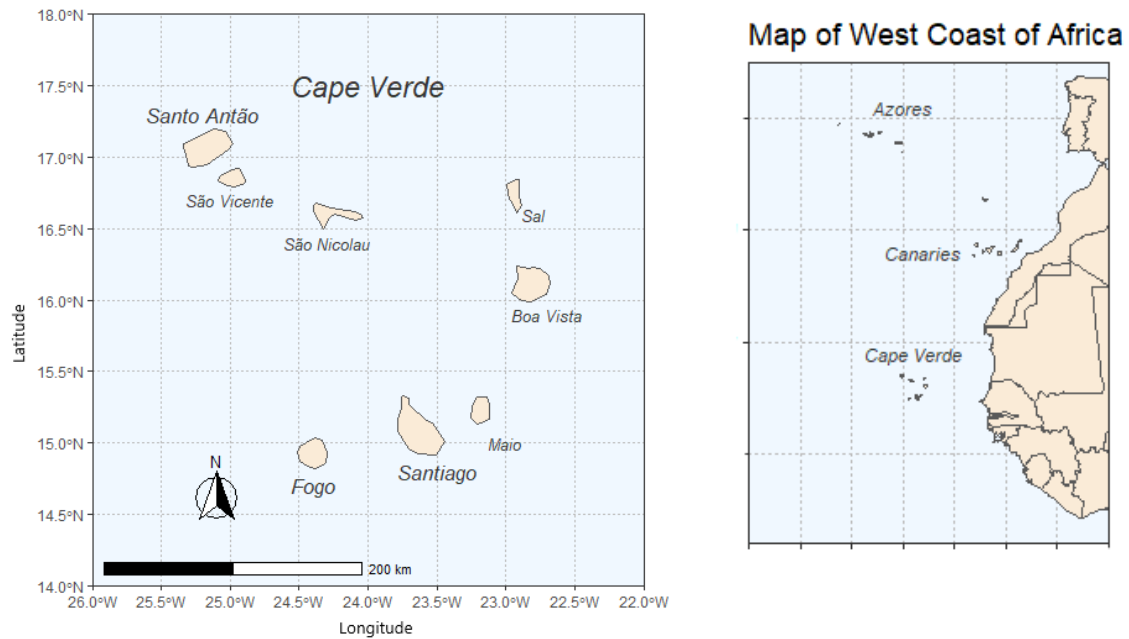 18.0°N
17.5°N
17.0°N
16.5°N
16.0°N
15.5°N
15.0°N
14.5°N
14.0°N
Latitude
Cape Verde
Santo Antão
São Vicente
São Nicolau
Sal
Boa Vista
Maio
Santiago
Fogo
N
200 km
26.0°W 25.5°W 25.0°W 24.5°W 24.0°W 23.5°W 23.0°W 22.5°W 22.0°W
Longitude
Map of West Coast of Africa
Azores
Canaries
Cape Verde